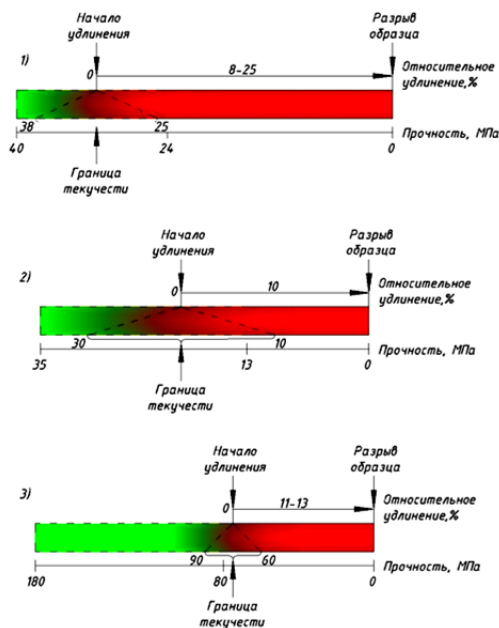 Начало
удлинения
Разрыв
образца
1)
0
8-25
Относительное
удлинение,%
38
25
Прочность, МПа
40
24
0
Граница
текучести
Начало
удлинения
Разрыв
образца
2)
0
10
Относительное
удлинение,%
30
10
Прочность, МПа
35
13
0
Граница
текучести
Начало
удлинения
Разрыв
образца
3)
0
11-13
Относительное
удлинение,%
90
60
Прочность, МПа
180
80
0
Граница
текучести